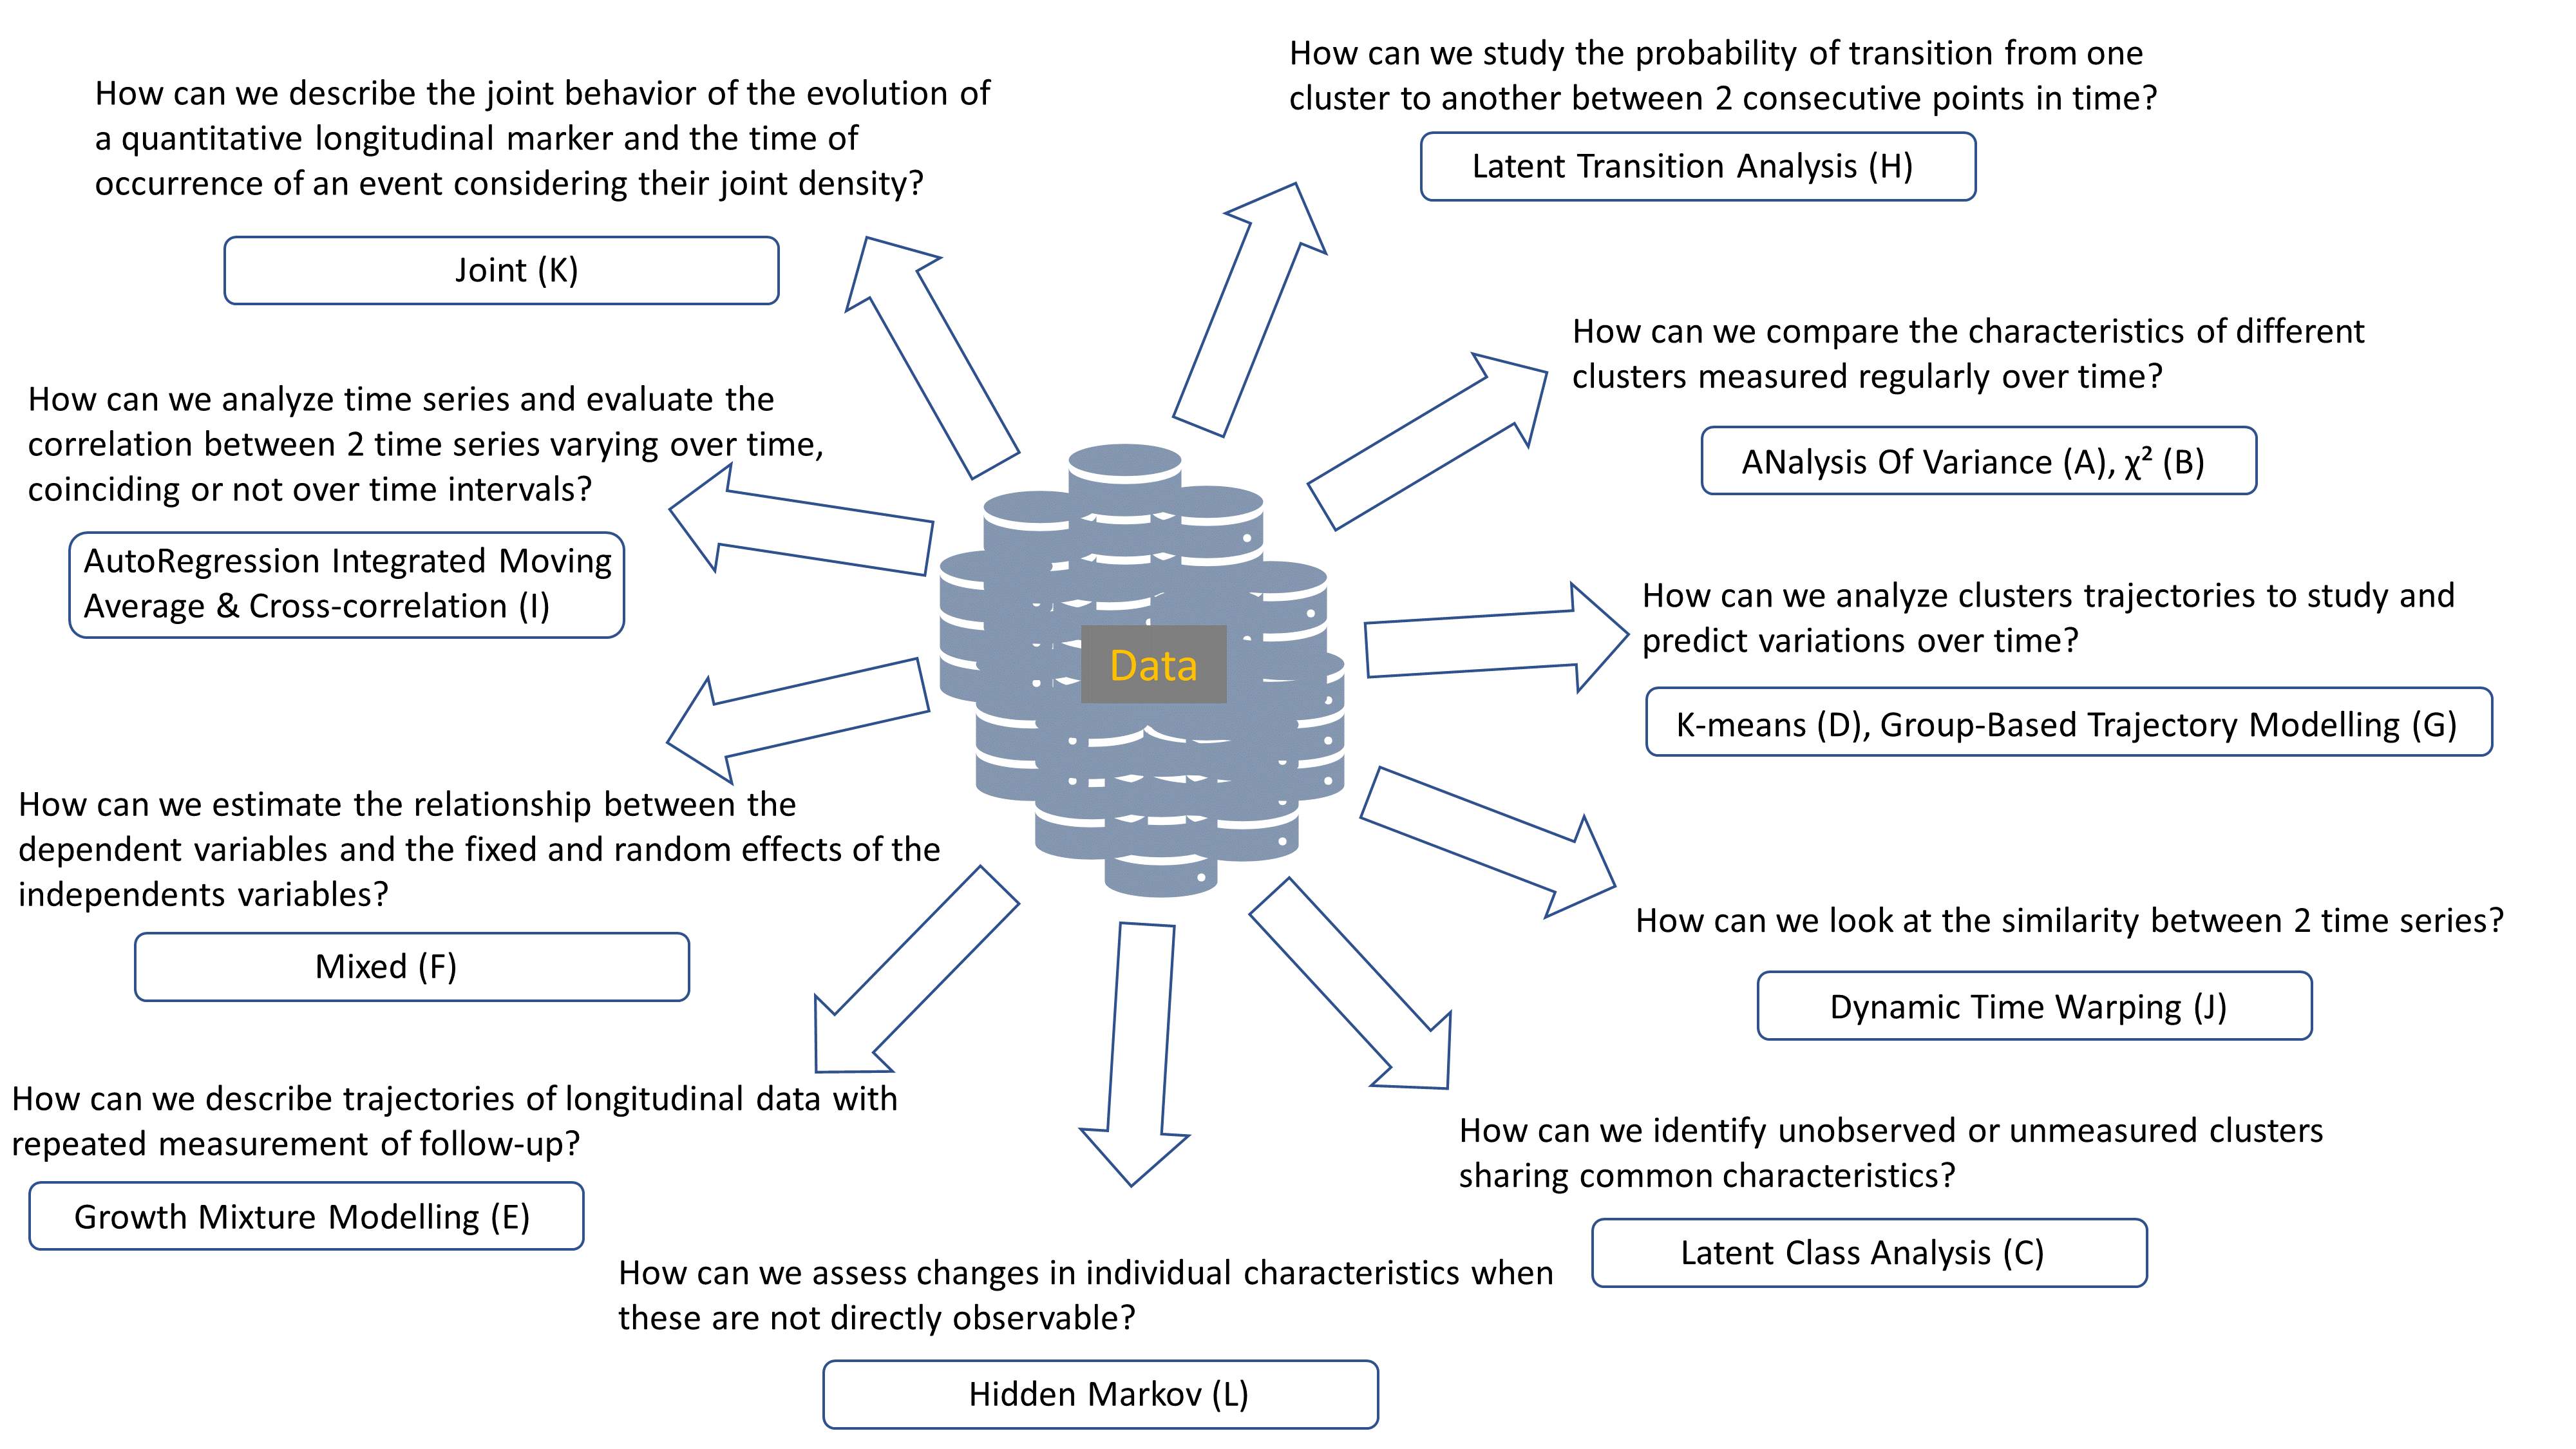 How can we describe the joint behavior of the evolution of
a quantitative longitudinal marker and the time of
occurrence of an event considering their joint density?
Joint (K)
How can we study the probability of transition from one
cluster to another between 2 consecutive points in time?
Latent Transition Analysis (H)
How can we compare the characteristics of different
clusters measured regularly over time?
ANalysis Of Variance (A), χ² (B)
How can we analyze time series and evaluate the
correlation between 2 time series varying over time,
coinciding or not over time intervals?
AutoRegression Integrated Moving
Average & Cross-correlation (I)
Data
How can we analyze clusters trajectories to study and
predict variations over time?
K-means (D), Group-Based Trajectory Modelling (G)
How can we estimate the relationship between the
dependent variables and the fixed and random effects of the
independents variables?
Mixed (F)
How can we look at the similarity between 2 time series?
Dynamic Time Warping (J)
How can we describe trajectories of longitudinal data with
repeated measurement of follow-up?
Growth Mixture Modelling (E)
How can we identify unobserved or unmeasured clusters
sharing common characteristics?
Latent Class Analysis (C)
How can we assess changes in individual characteristics when
these are not directly observable?
Hidden Markov (L)